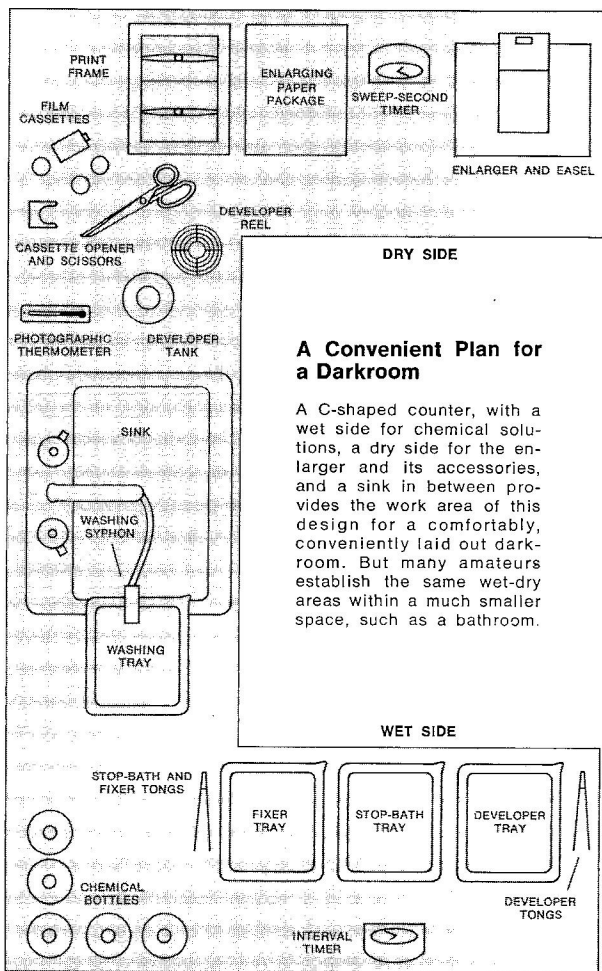 PRINT
FRAME
ENLARGING
PAPER
PACKAGE
SWEEP-SECOND
TIMER
ENLARGER AND EASEL
FILM
CASSETTES
DEVELOPER
REEL
CASSETTE OPENER
AND SCISSORS
PHOTOGRAPHIC
THERMOMETER
DEVELOPER
TANK
DRY SIDE
A Convenient Plan for
a Darkroom
A C-shaped counter, with a
wet side for chemical solu-
tions, a dry side for the en-
larger and its accessories,
and a sink in between pro-
vides the work area of this
design for a comfortably,
conveniently laid out dark-
room. But many amateurs
establish the same wet-dry
areas within a much smaller
space, such as a bathroom.
SINK
WASHING
SYPHON
WASHING
TRAY
WET SIDE
STOP-BATH AND
FIXER TONGS
FIXER
TRAY
STOP-BATH
TRAY
DEVELOPER
TRAY
DEVELOPER
TONGS
CHEMICAL
BOTTLES
INTERVAL
TIMER